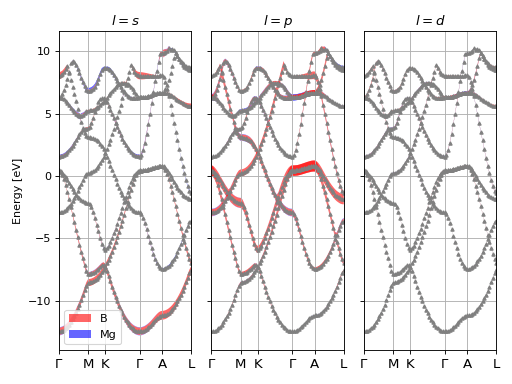 l = s
l = p
l = d
Energy [eV]
10
5
0
−5
−10
B
Mg
Γ M K Γ A L
Γ M K Γ A L
Γ M K Γ A L